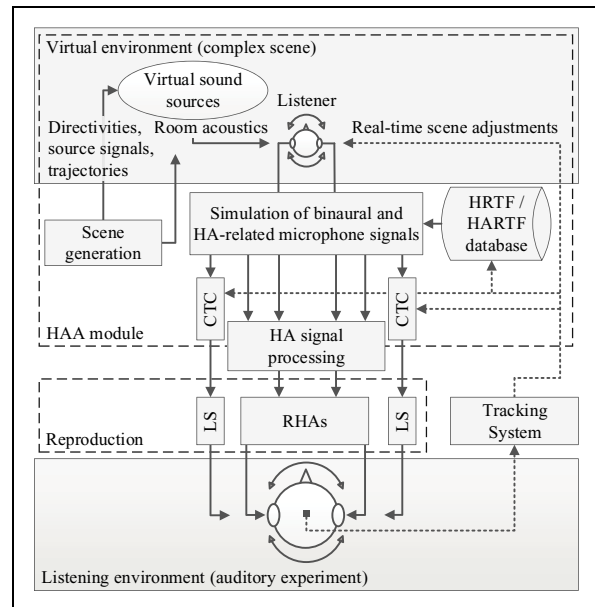 Virtual environment (complex scene)
Virtual sound
sources
Listener
Directivities,
source signals,
trajectories
Room acoustics
Real-time scene adjustments
Scene
generation
Simulation of binaural and
HA-related microphone signals
HRTF /
HARTF
database
CTC
CTC
HAA module
HA signal
processing
LS
RHAs
LS
Tracking
System
Reproduction
Listening environment (auditory experiment)